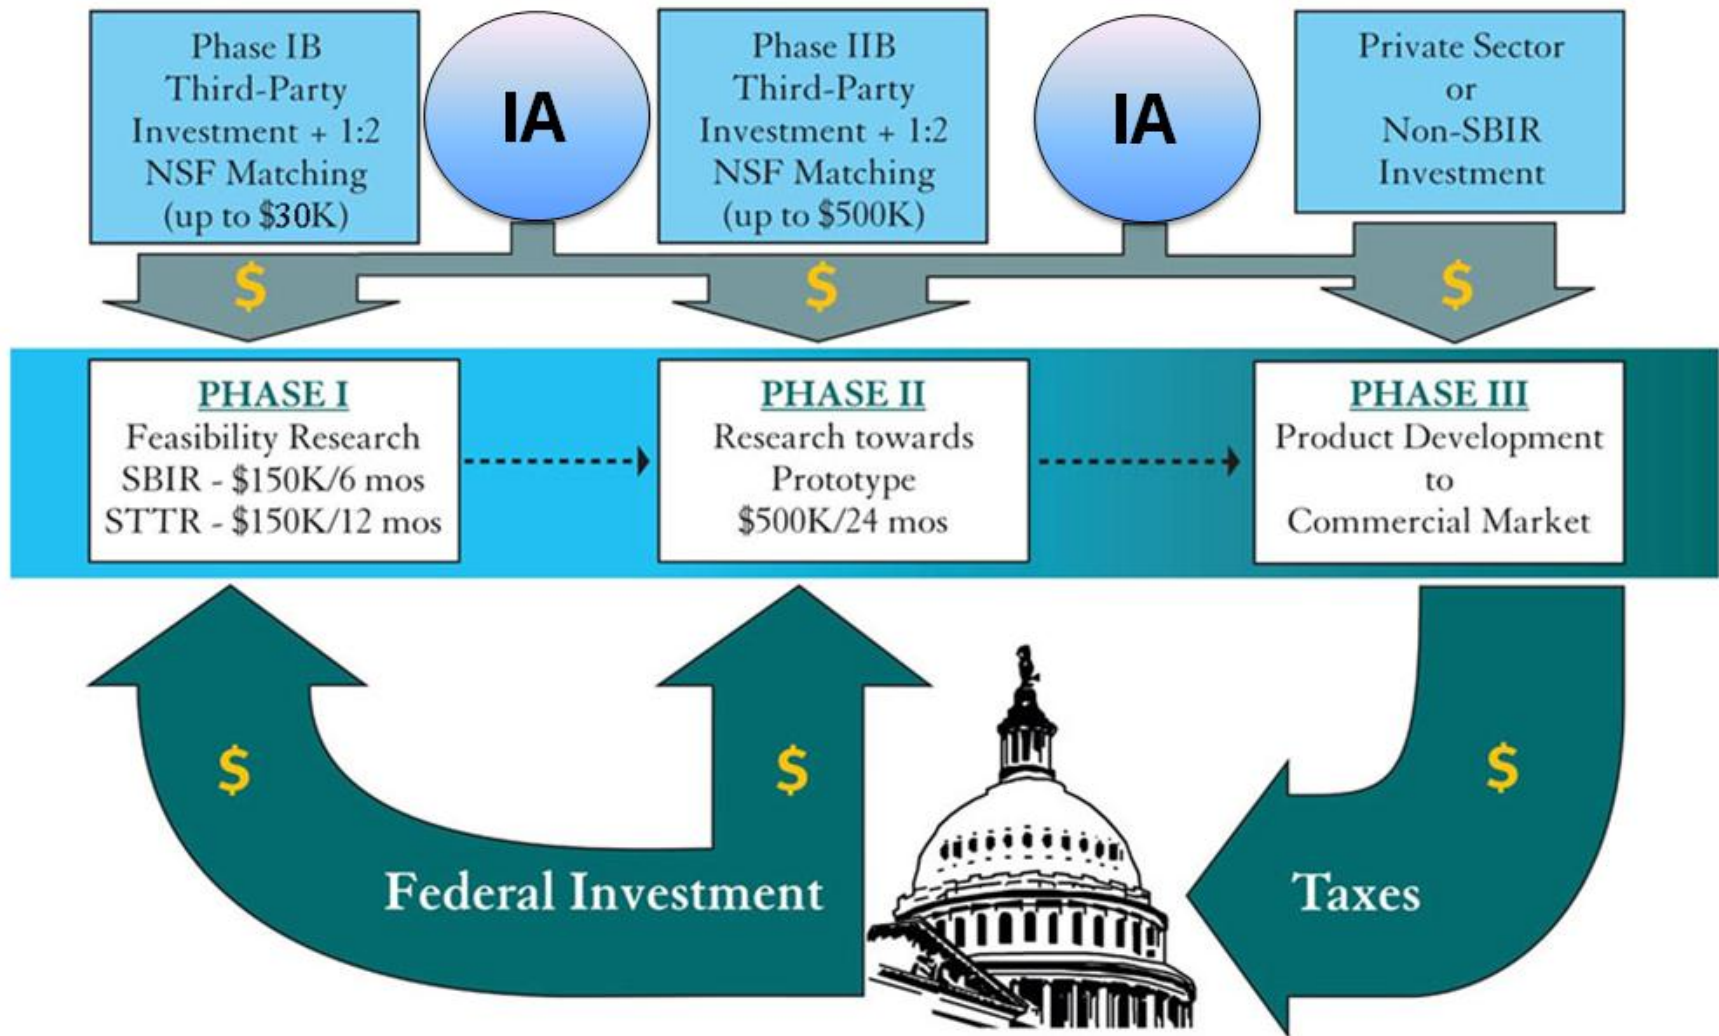 Phase IB
Third-Party
Investment + 1:2
NSF Matching
(up to $30K)
IA
Phase IIB
Third-Party
Investment + 1:2
NSF Matching
(up to $500K)
IA
Private Sector
or
Non-SBIR
Investment
$
$
$
PHASE I
Feasibility Research
SBIR - $150K/6 mos
STTR - $150K/12 mos
PHASE II
Research towards
Prototype
$500K/24 mos
PHASE III
Product Development
to
Commercial Market
$
$
$
Federal Investment
Taxes